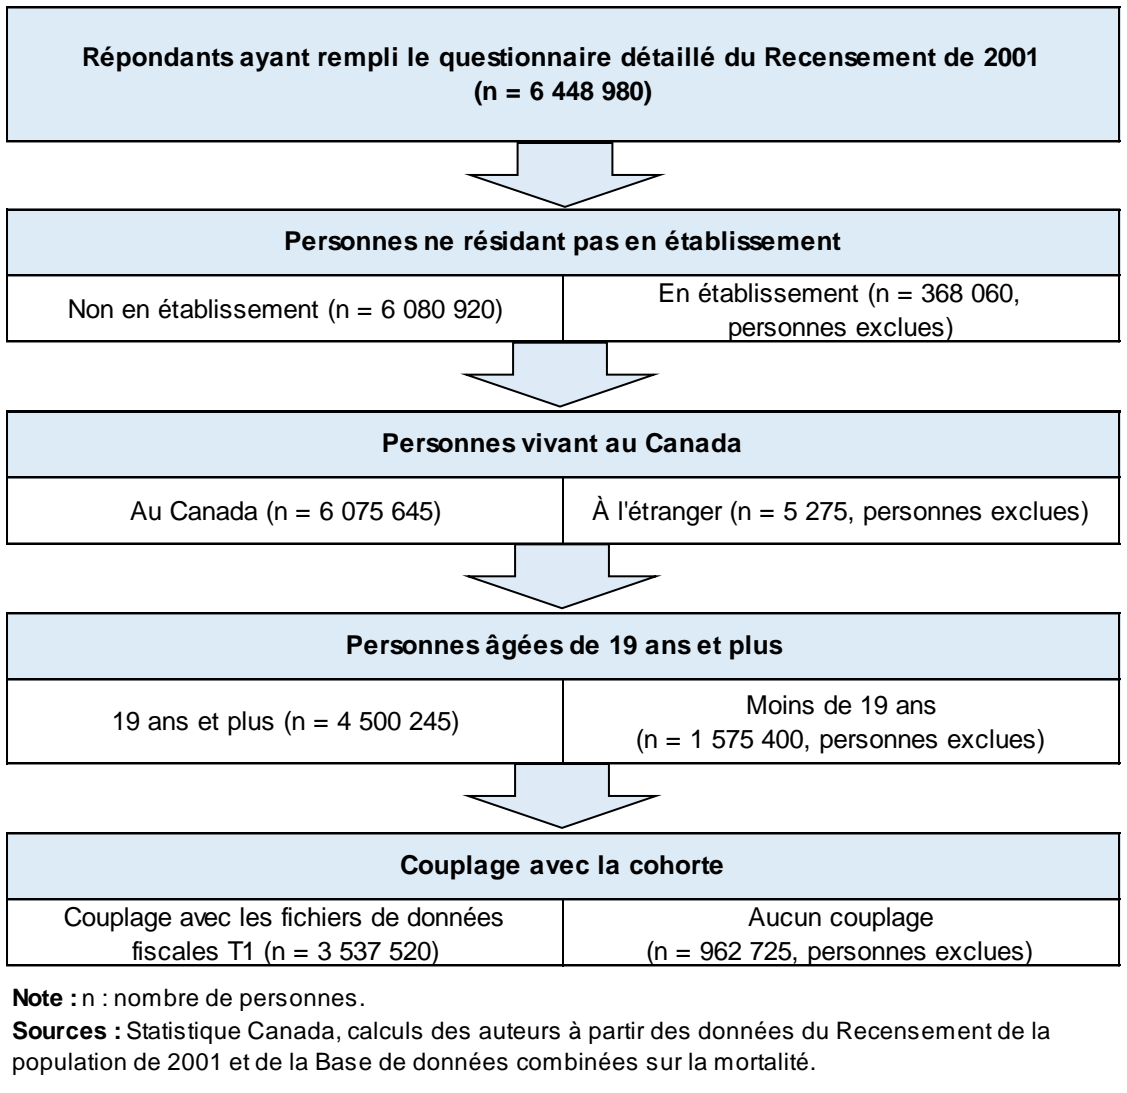 Répondants ayant rempli le questionnaire détaillé du Recensement de 2001
(n = 6 448 980)
Personnes ne résidant pas en établissement
Non en établissement (n = 6 080 920)
En établissement (n = 368 060,
personnes exclues)
Personnes vivant au Canada
Au Canada (n = 6 075 645)
À l'étranger (n = 5 275, personnes exclues)
Personnes âgées de 19 ans et plus
19 ans et plus (n = 4 500 245)
Moins de 19 ans
(n = 1 575 400, personnes exclues)
Couplage avec la cohorte
Couplage avec les fichiers de données
fiscales T1 (n = 3 537 520)
Aucun couplage
(n = 962 725, personnes exclues)
Note : n : nombre de personnes.
Sources : Statistique Canada, calculs des auteurs à partir des données du Recensement de la
population de 2001 et de la Base de données combinées sur la mortalité.